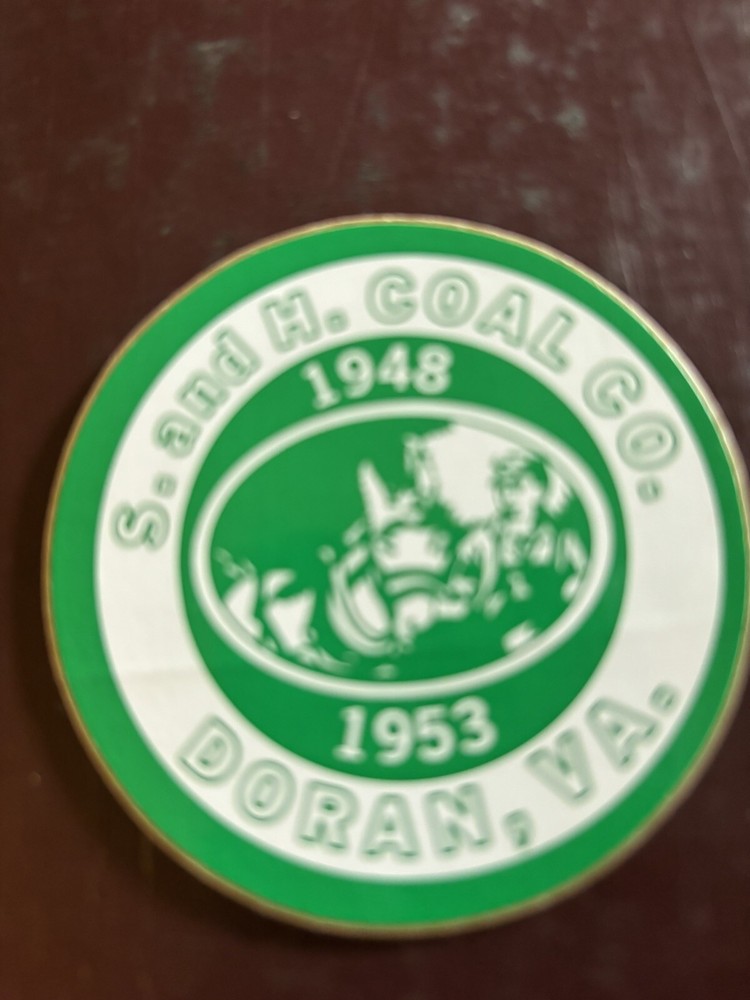 S. and H. COAL CO.
1948
1953
DORAN, VA.